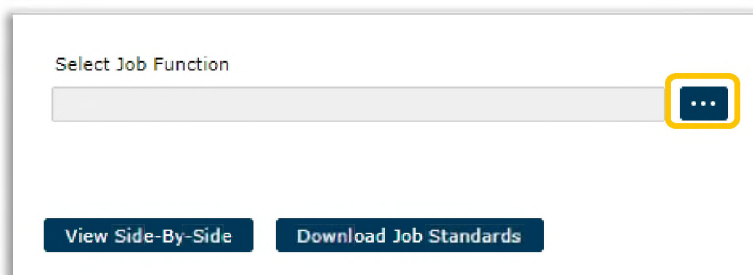 Select Job Function
...
View Side-By-Side
Download Job Standards